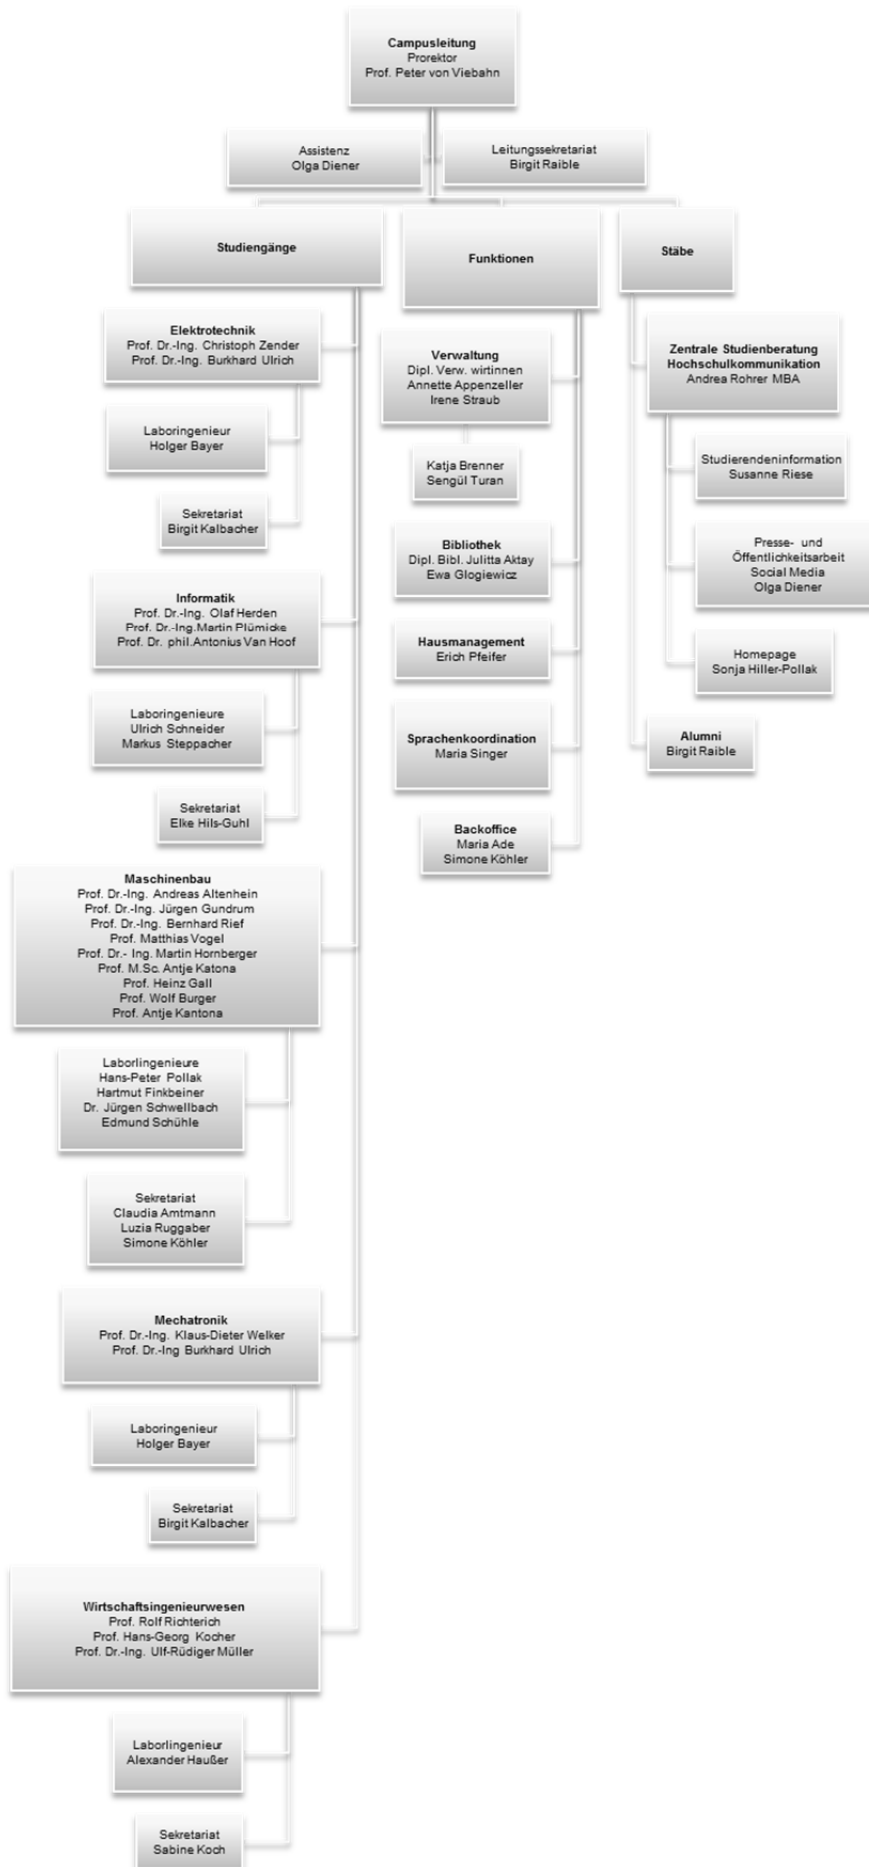 Campusleitung
Prorektor
Prof. Peter von Viebahn
Assistenz
Olga Diener
Leitungssekretariat
Birgit Raible
Studiengänge
Elektrotechnik
Prof. Dr.-Ing. Christoph Zender
Prof. Dr.-Ing. Burkhard Ulrich
Laboringenieur
Holger Bayer
Sekretariat
Birgit Kalbacher
Informatik
Prof. Dr.-Ing. Olaf Herden
Prof. Dr.-Ing.Martin Plümicke
Prof. Dr. phil.Antonius Van Hoof
Laboringenieure
Ulrich Schneider
Markus Steppacher
Sekretariat
Elke Hils-Guhl
Maschinenbau
Prof. Dr.-Ing. Andreas Altenhein
Prof. Dr.-Ing. Jürgen Gundrum
Prof. Dr.-Ing. Bernhard Rief
Prof. Matthias Vogel
Prof. Dr.- Ing. Martin Hornberger
Prof. M.Sc. Antje Katona
Prof. Heinz Gall
Prof. Wolf Burger
Prof. Antje Kantona
Laborlingenieure
Hans-Peter Pollak
Hartmut Finkbeiner
Dr. Jürgen Schwellbach
Edmund Schühle
Sekretariat
Claudia Amtmann
Luzia Ruggaber
Simone Köhler
Mechatronik
Prof. Dr.-Ing. Klaus-Dieter Welker
Prof. Dr.-Ing Burkhard Ulrich
Laboringenieur
Holger Bayer
Sekretariat
Birgit Kalbacher
Wirtschaftsingenieurwesen
Prof. Rolf Richterich
Prof. Hans-Georg Kocher
Prof. Dr.-Ing. Ulf-Rüdiger Müller
Laborlingenieur
Alexander Haußer
Sekretariat
Sabine Koch
Funktionen
Verwaltung
Dipl. Verw. wirtinnen
Annette Appenzeller
Irene Straub
Katja Brenner
Sengül Turan
Bibliothek
Dipl. Bibl. Julitta Aktay
Ewa Glogiewicz
Hausmanagement
Erich Pfeifer
Sprachenkoordination
Maria Singer
Backoffice
Maria Ade
Simone Köhler
Stäbe
Zentrale Studienberatung
Hochschulkommunikation
Andrea Rohrer MBA
Studierendeninformation
Susanne Riese
Presse- und
Öffentlichkeitsarbeit
Social Media
Olga Diener
Homepage
Sonja Hiller-Pollak
Alumni
Birgit Raible